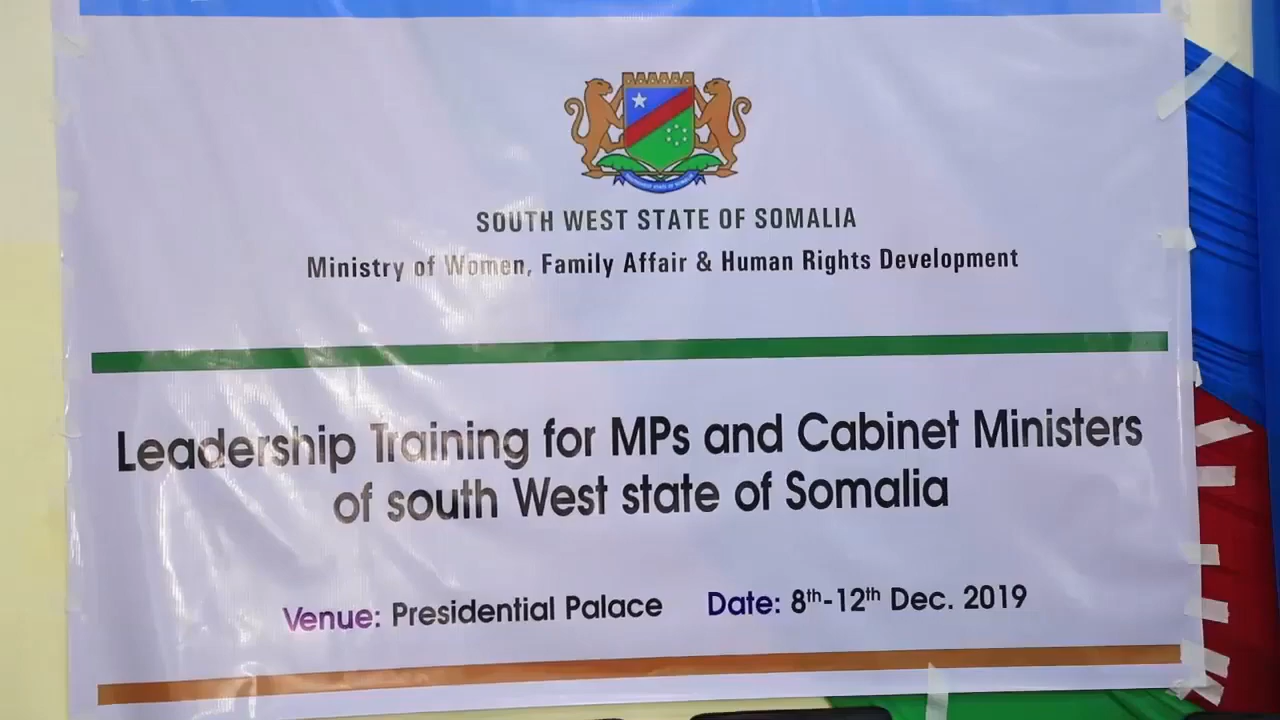 SOUTH WEST STATE OF SOMALIA
Ministry of Women, Family Affair & Human Rights Development
Leadership Training for MPs and Cabinet Ministers
of south West state of Somalia
Venue: Presidential Palace Date: 8th-12th Dec. 2019